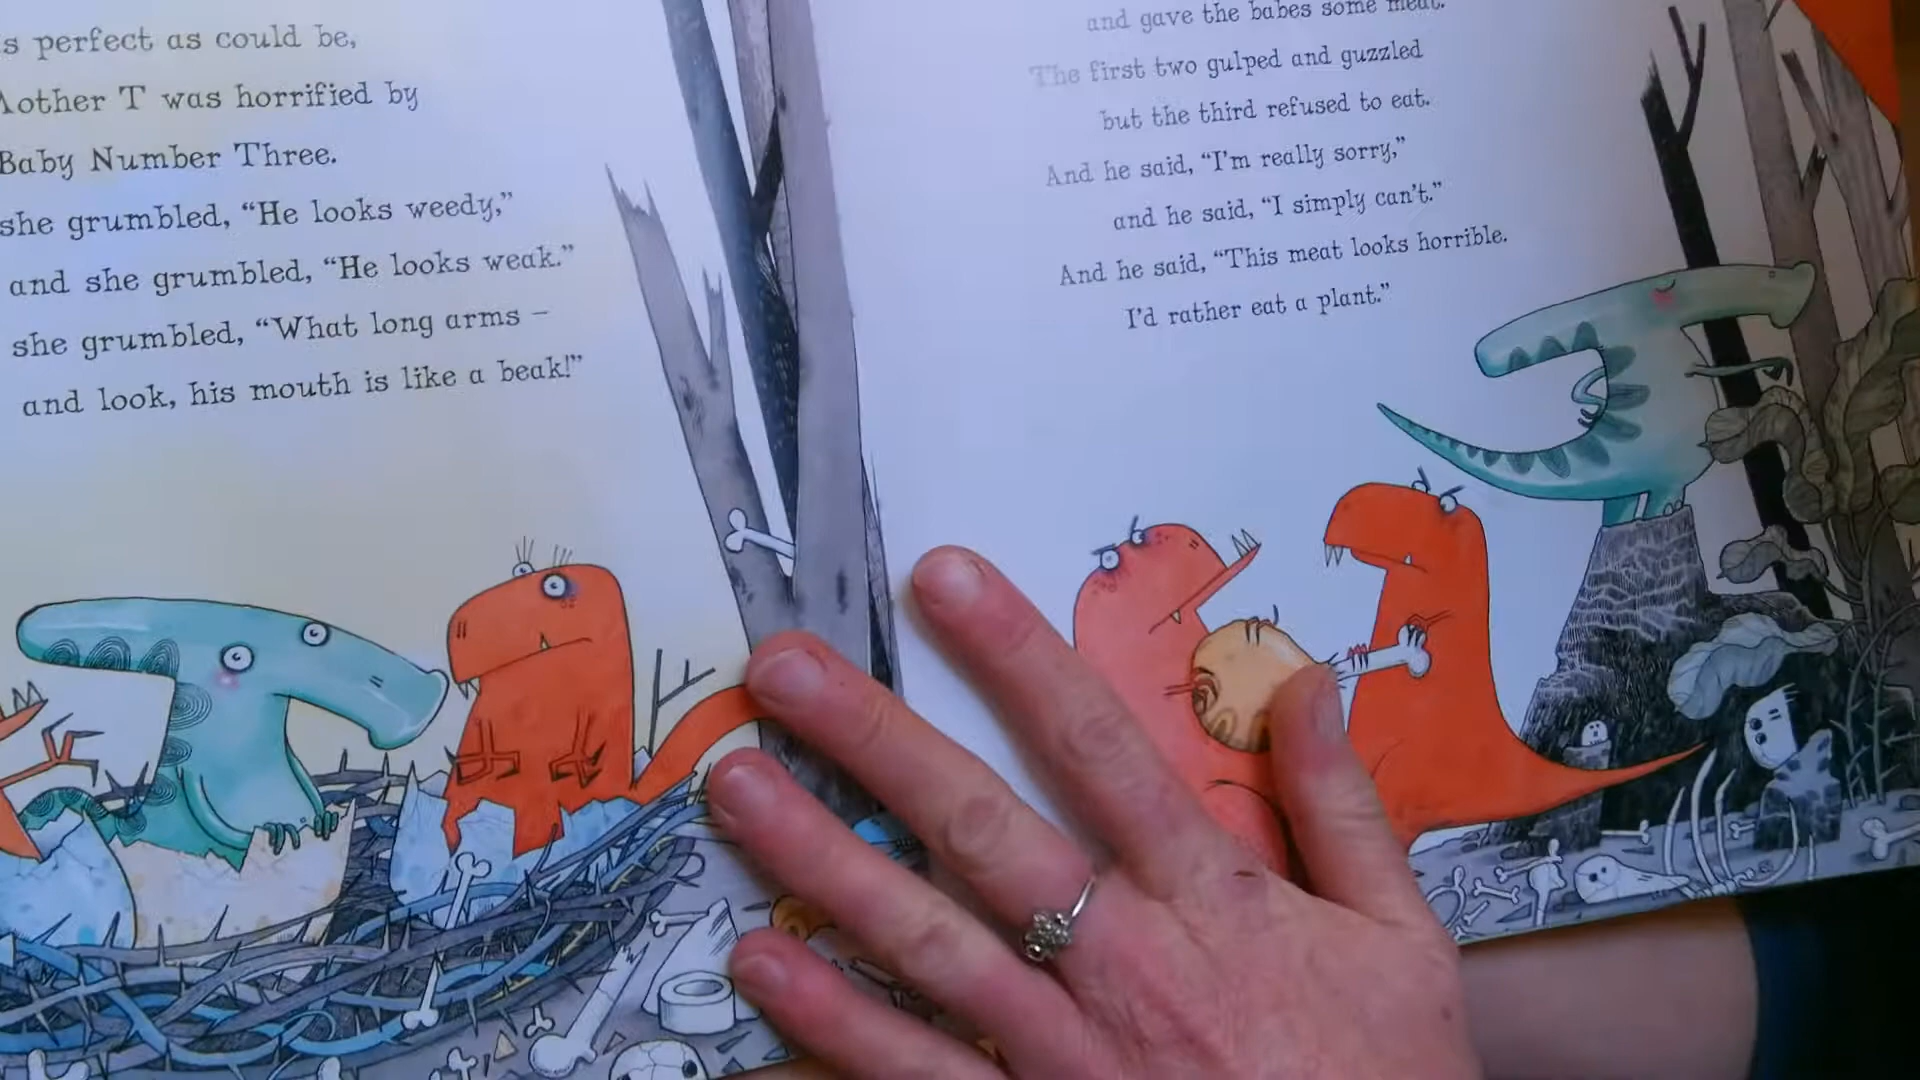 s perfect as could be,
Mother T was horrified by
Baby Number Three.
she grumbled, “He looks weedy,”
and she grumbled, “He looks weak.”
she grumbled, “What long arms –
and look, his mouth is like a beak!”
and gave the babes some meat.
The first two gulped and guzzled
but the third refused to eat.
And he said, “I'm really sorry,”
and he said, “I simply can't.”
And he said, “This meat looks horrible.
I'd rather eat a plant.”